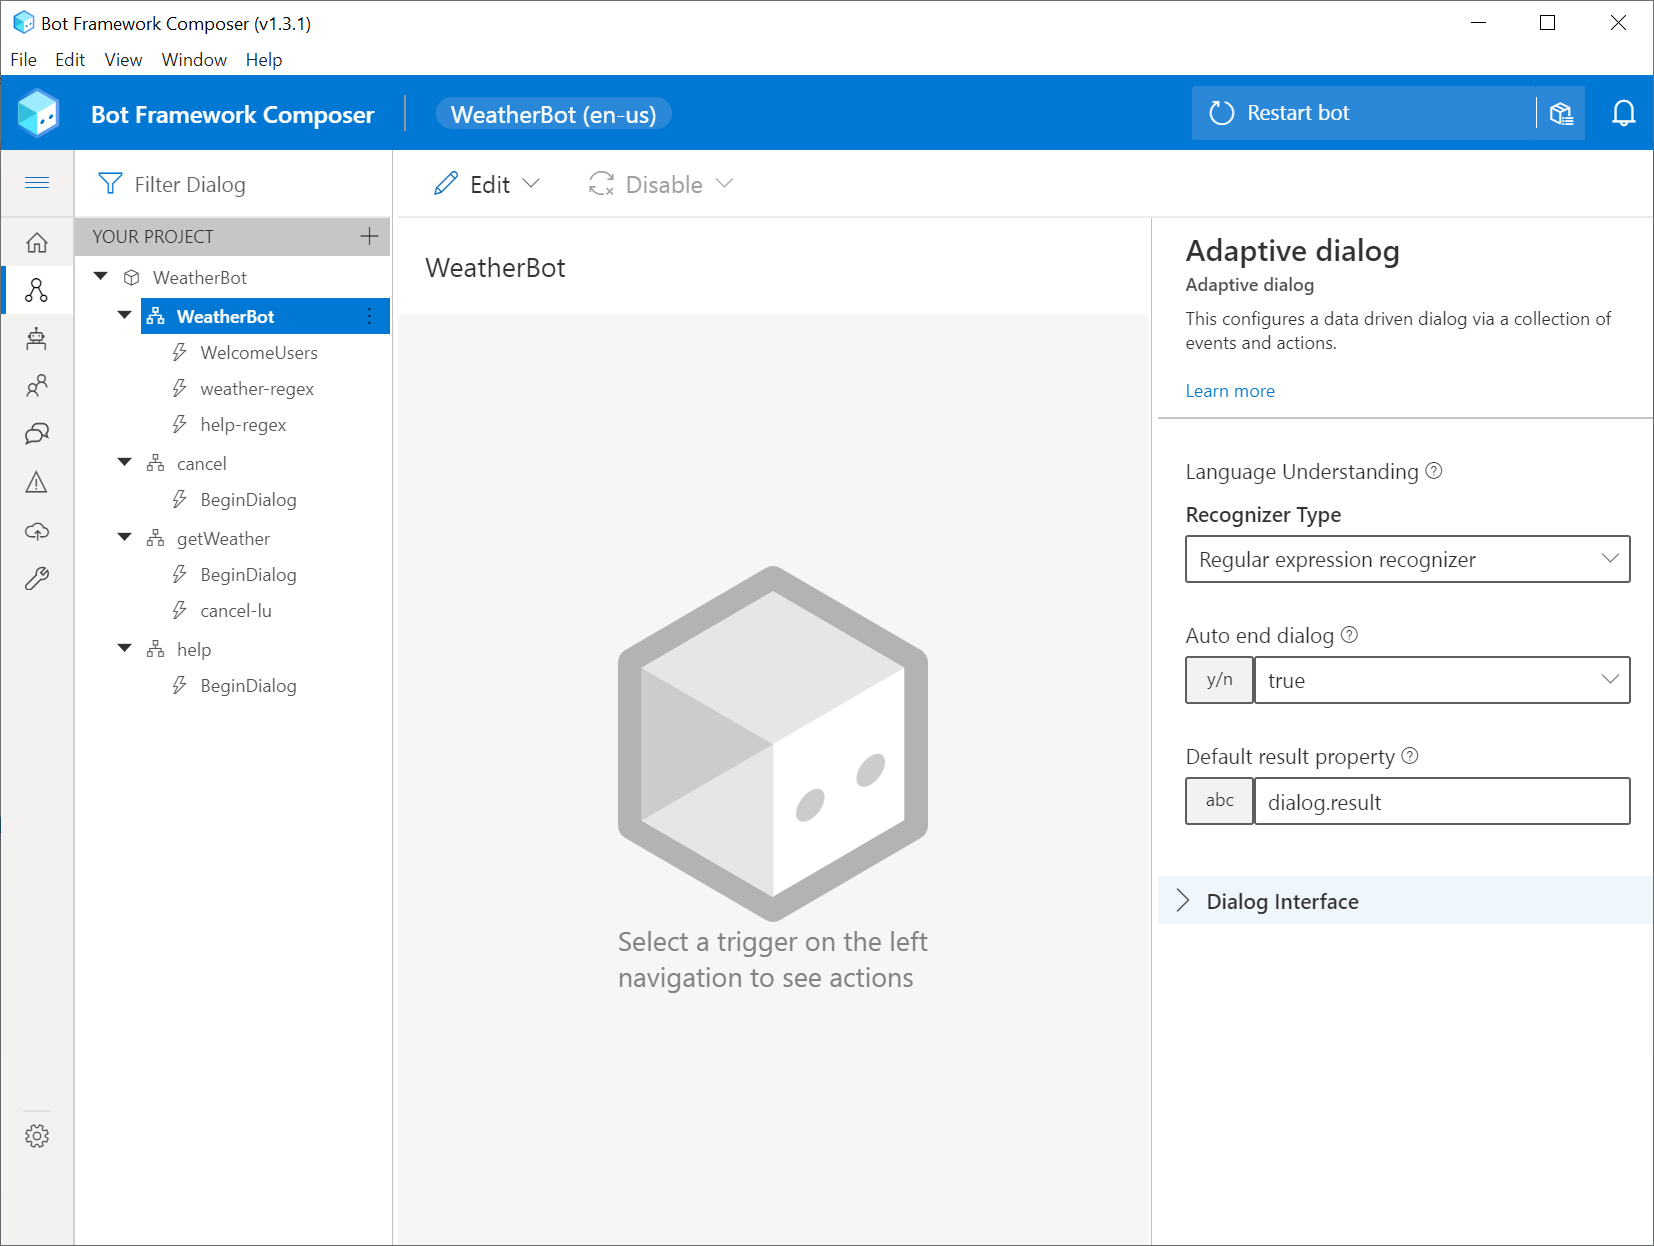 Bot Framework Composer (v1.3.1)
File Edit View Window Help
Bot Framework Composer
WeatherBot (en-us)
Restart bot
Filter Dialog
Edit
Disable
YOUR PROJECT
WeatherBot
WeatherBot
WelcomeUsers
weather-regex
help-regex
cancel
BeginDialog
getWeather
BeginDialog
cancel-lu
help
BeginDialog
WeatherBot
Select a trigger on the left
navigation to see actions
Adaptive dialog
Adaptive dialog
This configures a data driven dialog via a collection of
events and actions.
Learn more
Language Understanding
Recognizer Type
Regular expression recognizer
Auto end dialog
y/n true
Default result property
abc dialog.result
Dialog Interface